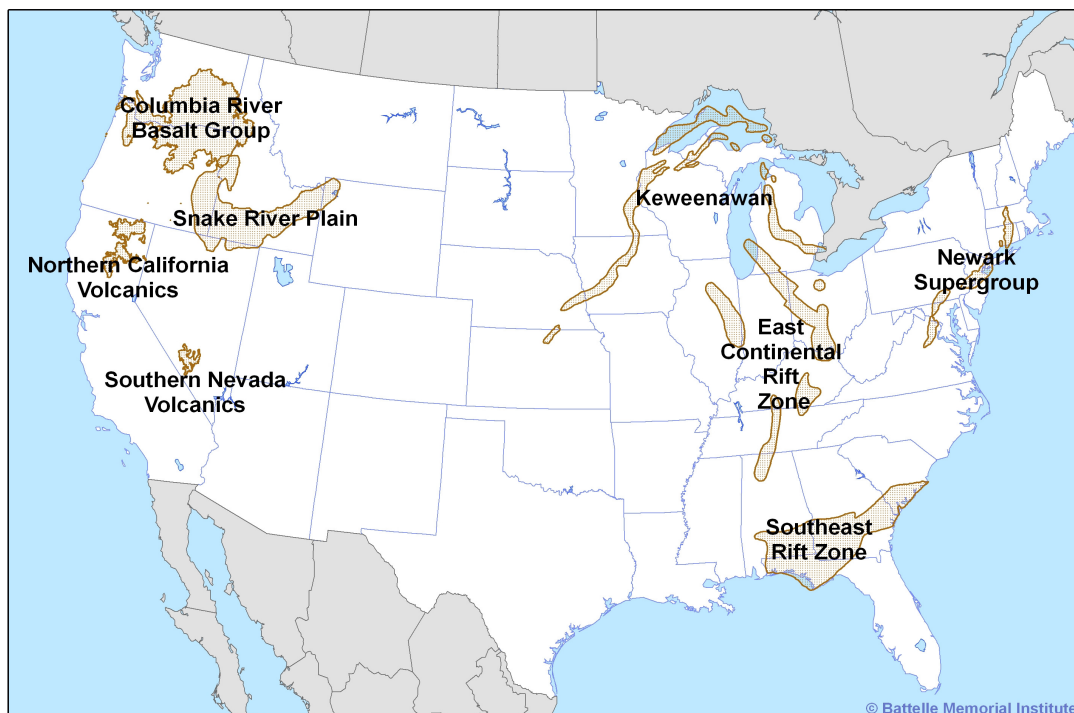 Columbia River
Basalt Group
Snake River Plain
Keweenawan
Northern California
Volcanics
Newark
Supergroup
East
Continental
Rift
Zone
Southern Nevada
Volcanics
Southeast
Rift Zone
© Battelle Memorial Institute